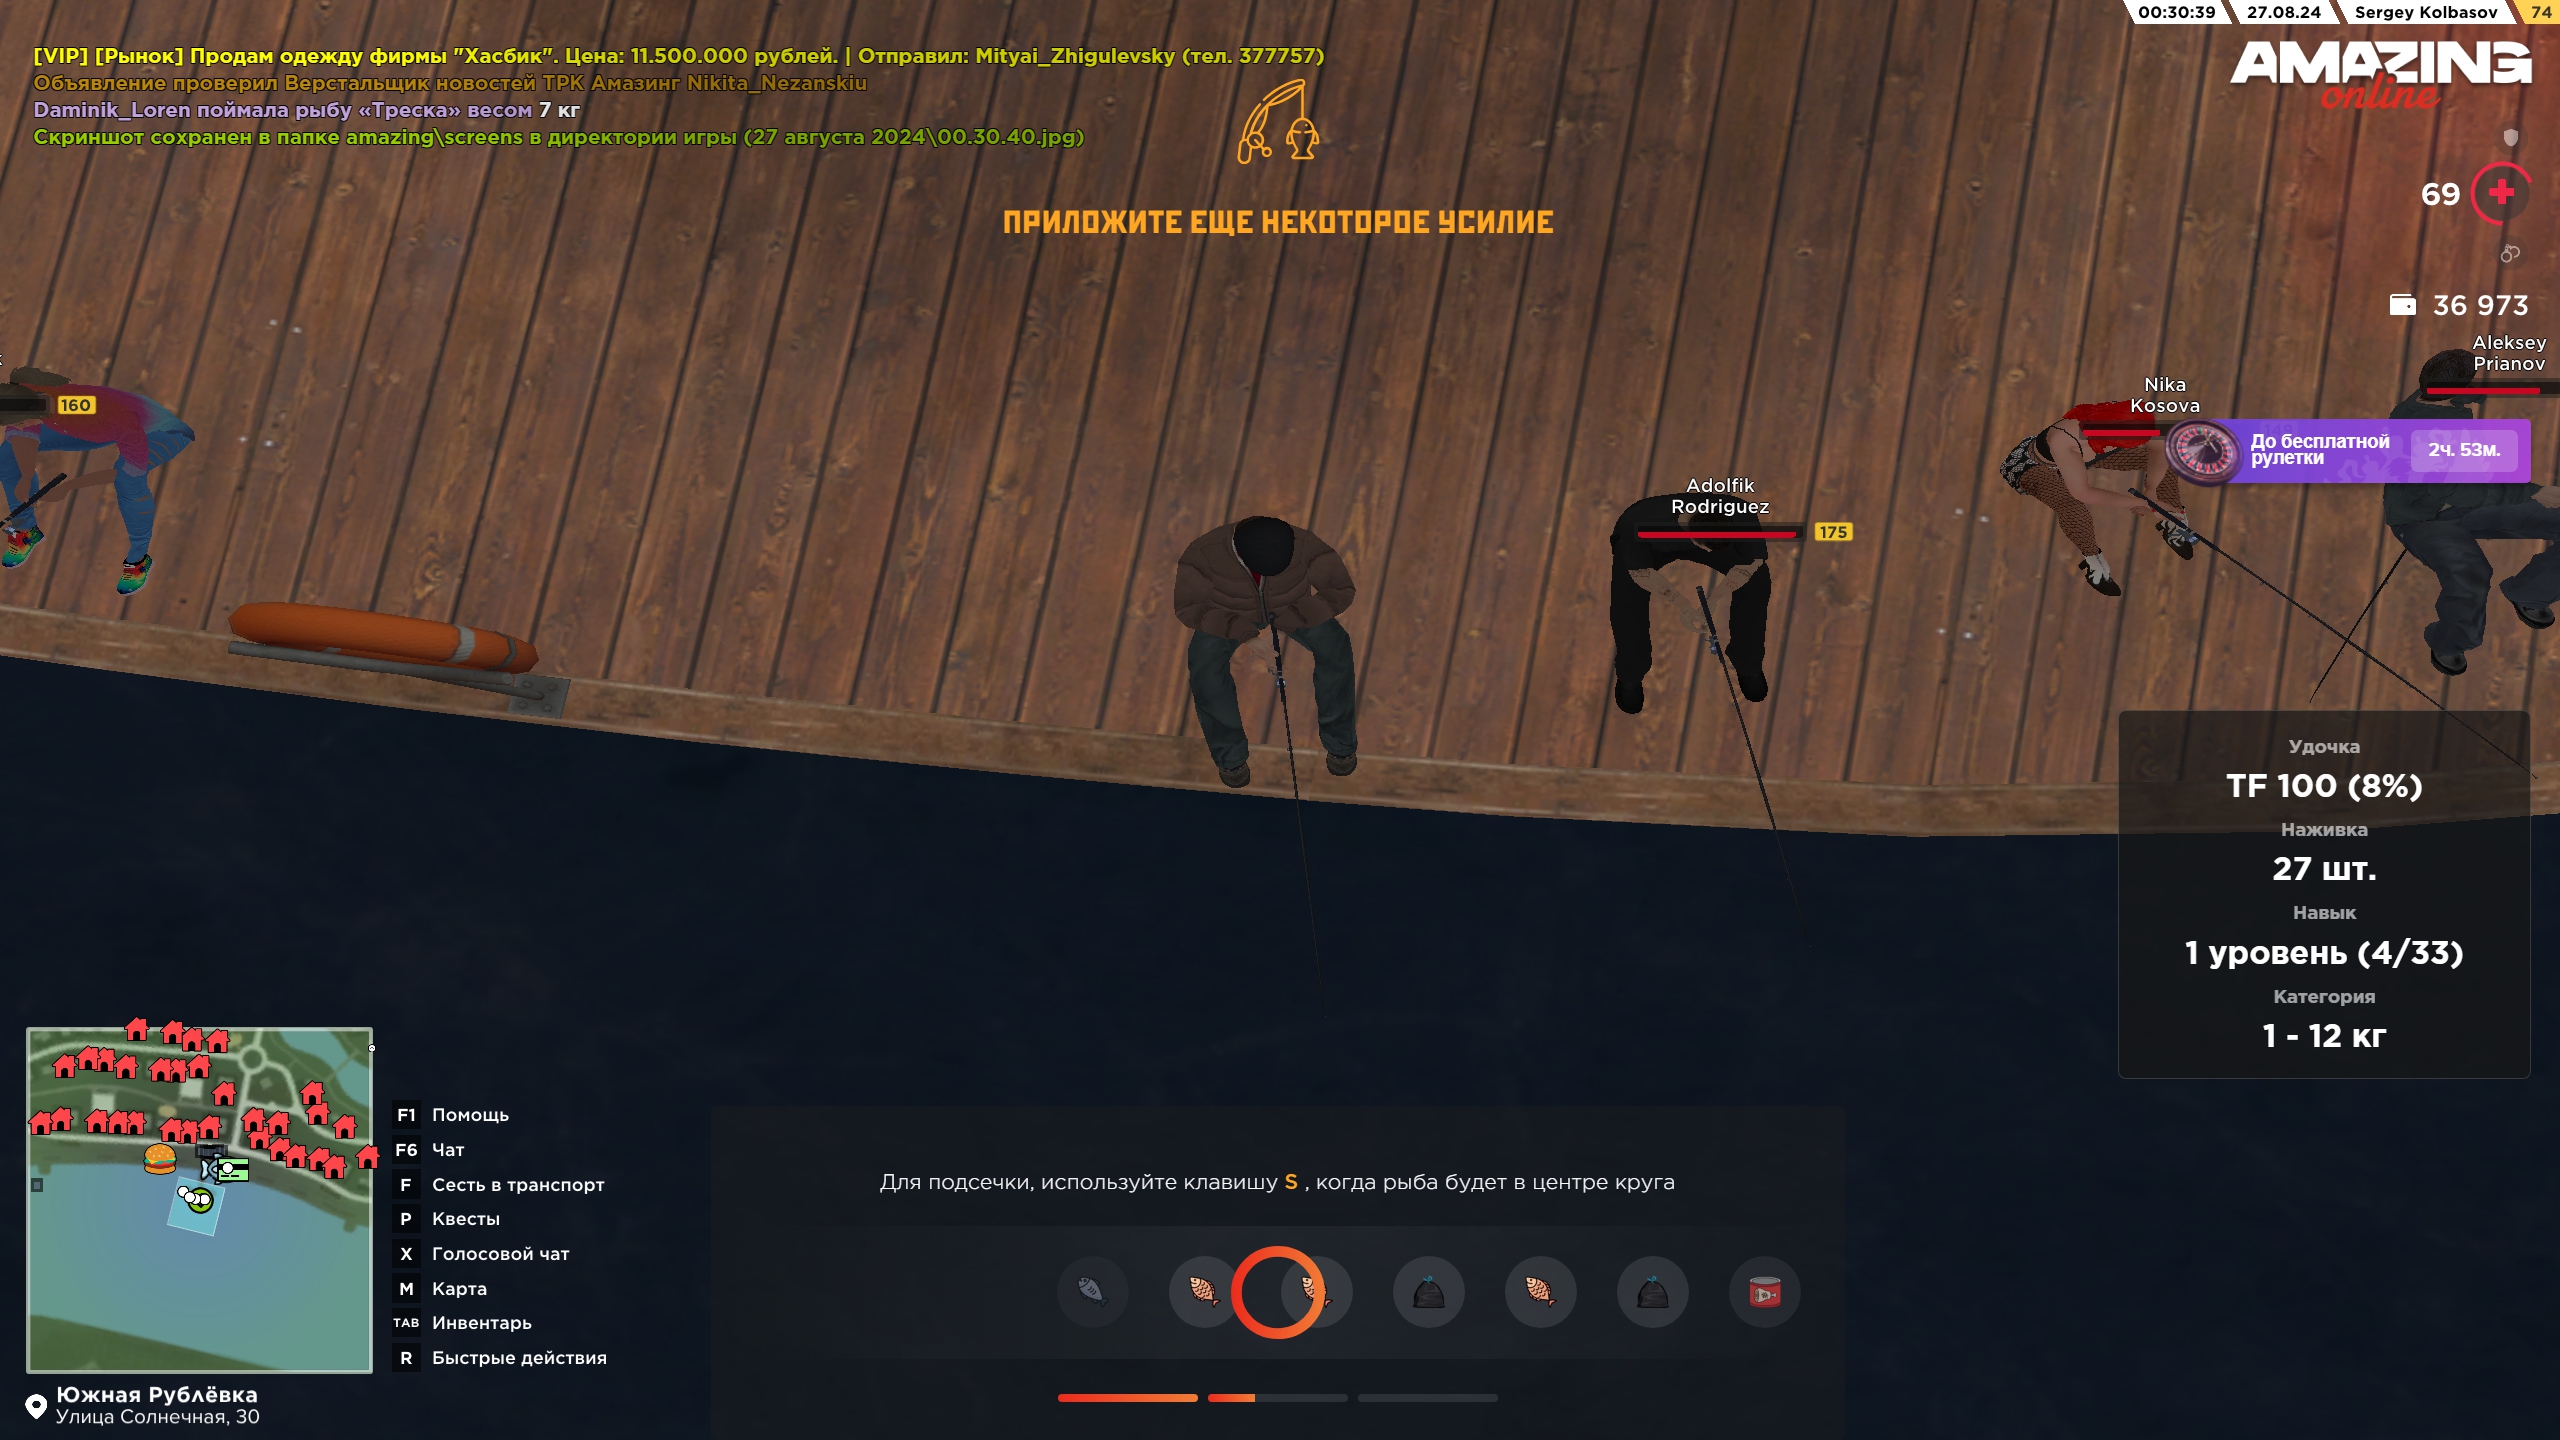 00:30:39 27.08.24 Sergey Kolbasov 74
[VIP] [Рынок] Продам одежду фирмы "Хасбик". Цена: 11.500.000 рублей. | Отправил: Mityai_Zhigulevsky (тел. 377757)
Объявление проверил Верстальщик новостей ТРК Амазинг Nikita_Nezanskiu
Daminik_Loren поймала рыбу «Треска» весом 7 кг
Скриншот сохранен в папке amazing\screens в директории игры (27 августа 2024\00.30.40.jpg)
AMAZING
online
ПРИЛОЖИТЕ ЕЩЕ НЕКОТОРОЕ УСИЛИЕ
69
36 973
Aleksey
Prianov
Nika
Kosova
160
До бесплатной
рулетки
2ч. 53м.
Adolfik
Rodriguez
175
Удочка
TF 100 (8%)
Наживка
27 шт.
Навык
1 уровень (4/33)
Категория
1 - 12 кг
F1 Помощь
F6 Чат
F Сесть в транспорт
P Квесты
X Голосовой чат
M Карта
TAB Инвентарь
R Быстрые действия
Для подсечки, используйте клавишу S , когда рыба будет в центре круга
Южная Рублёвка
Улица Солнечная, 30